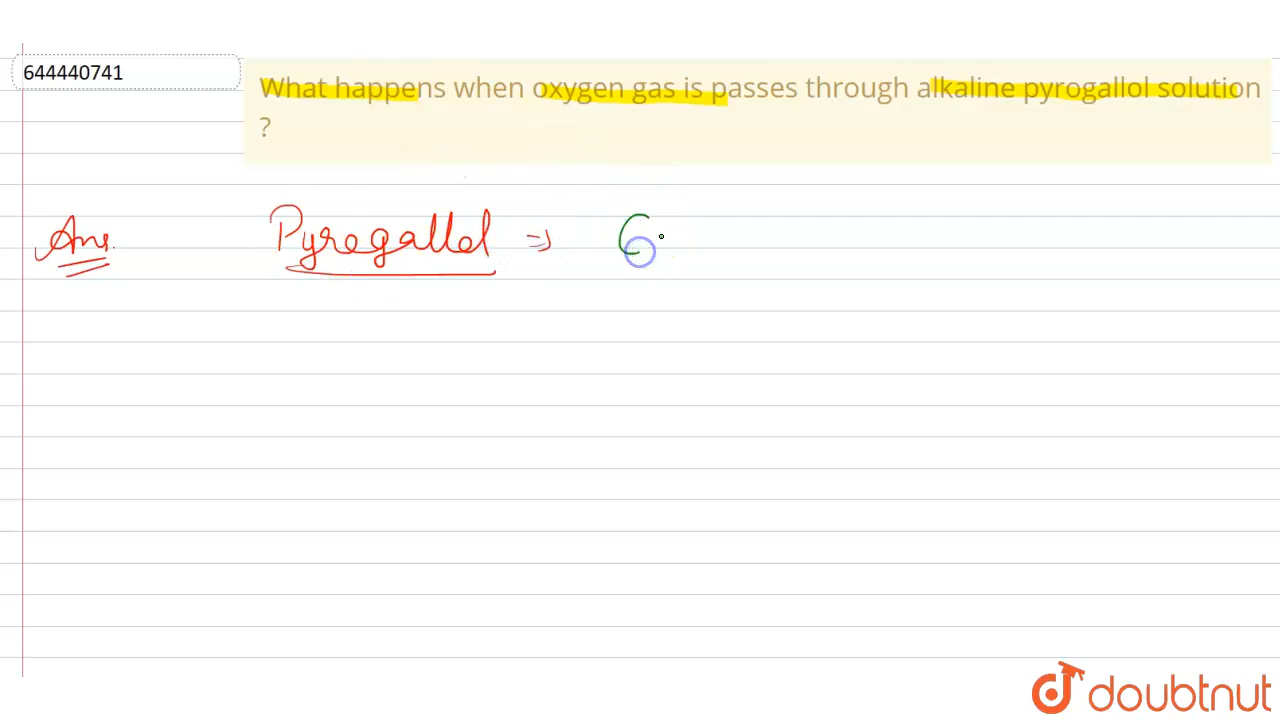 644440741
What happens when oxygen gas is passes through alkaline pyrogallol solution
?
Ans. Pyrogallol ⇒ C
doubtnut